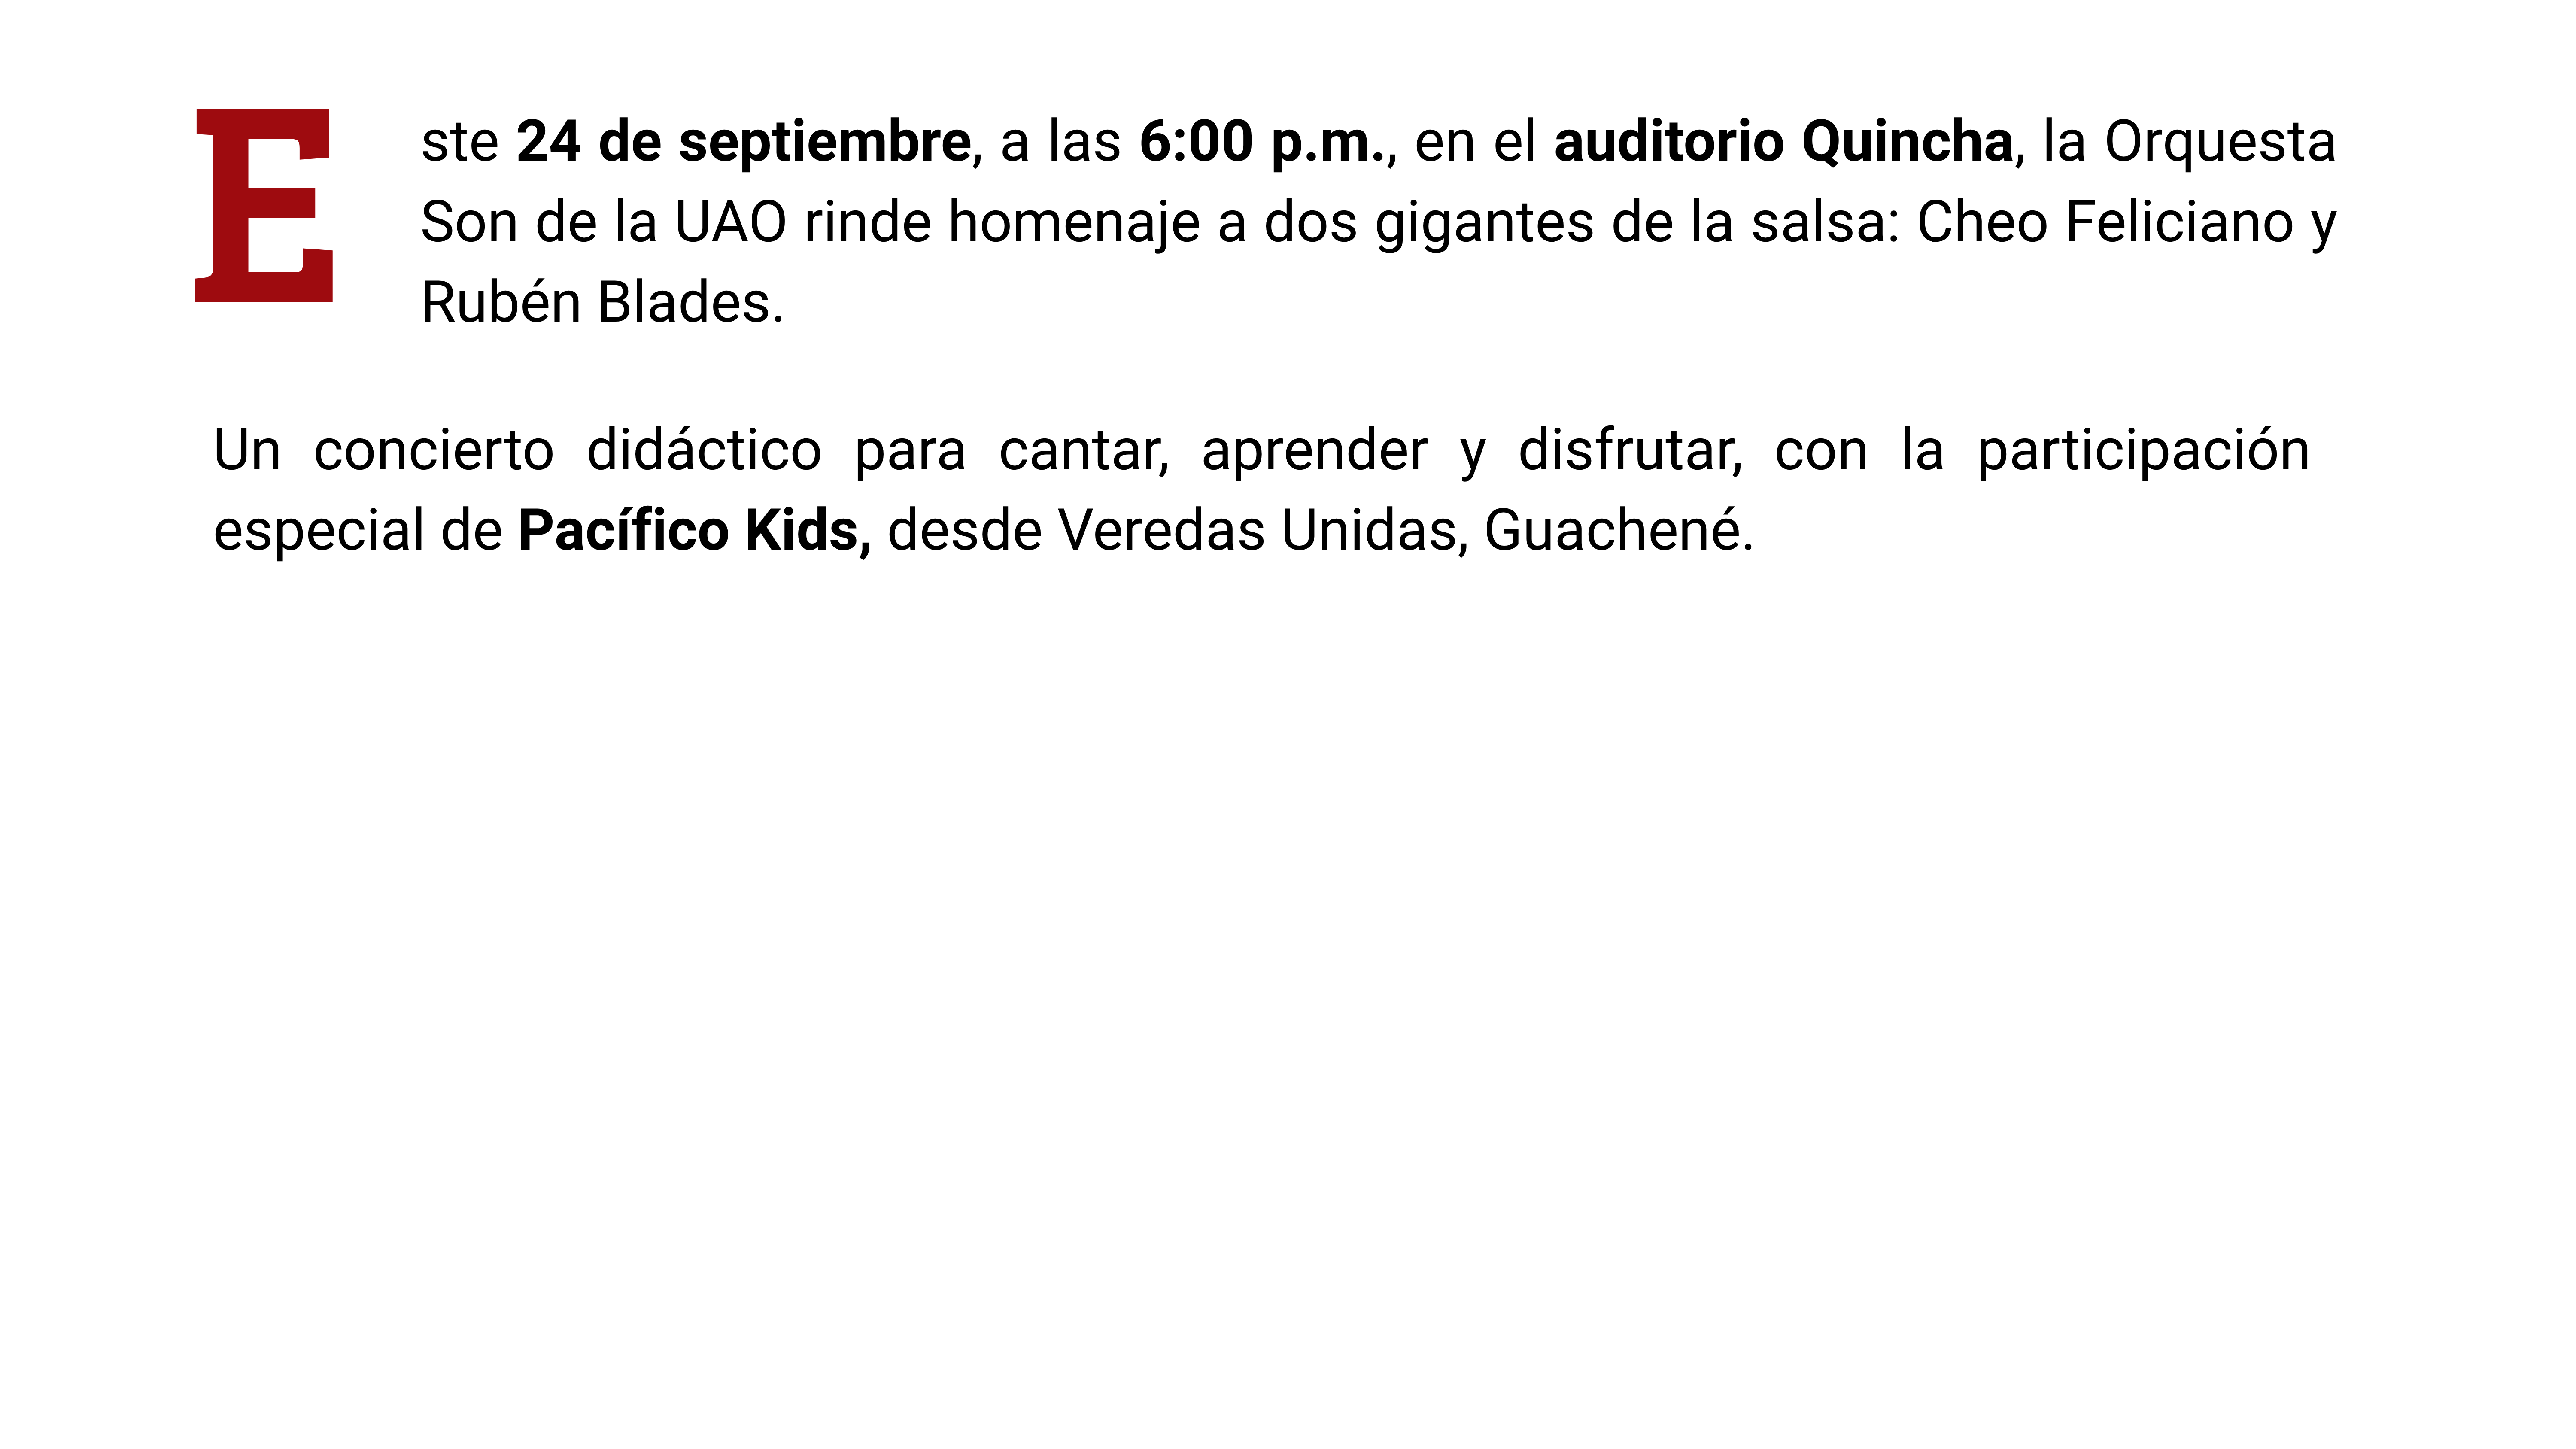 Este 24 de septiembre, a las 6:00 p.m., en el auditorio Quincha, la Orquesta
Son de la UAO rinde homenaje a dos gigantes de la salsa: Cheo Feliciano y
Rubén Blades.
Un concierto didáctico para cantar, aprender y disfrutar, con la participación
especial de Pacífico Kids, desde Veredas Unidas, Guachené.